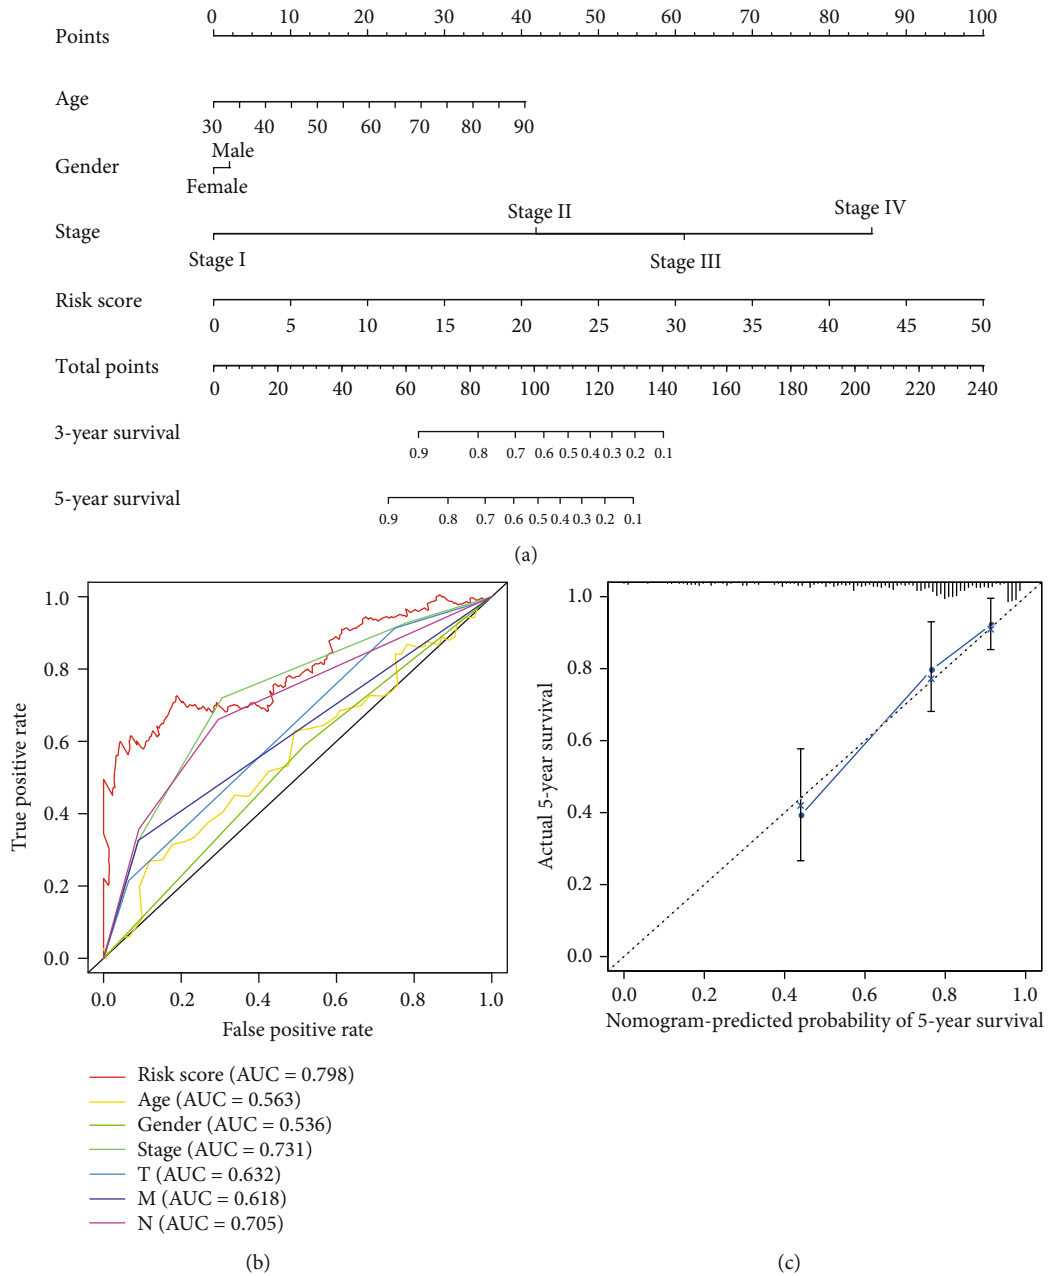 Points
0 10 20 30 40 50 60 70 80 90 100
Age
30 40 50 60 70 80 90
Gender
Male
Female
Stage
Stage I
Stage II
Stage III
Stage IV
Risk score
0 5 10 15 20 25 30 35 40 45 50
Total points
0 20 40 60 80 100 120 140 160 180 200 220 240
3-year survival
0.9 0.8 0.7 0.6 0.5 0.4 0.3 0.2 0.1
5-year survival
0.9 0.8 0.7 0.6 0.5 0.4 0.3 0.2 0.1
(a)
True positive rate
1.0
0.8
0.6
0.4
0.2
0.0
0.0 0.2 0.4 0.6 0.8 1.0
False positive rate
Risk score (AUC = 0.798)
Age (AUC = 0.563)
Gender (AUC = 0.536)
Stage (AUC = 0.731)
T (AUC = 0.632)
M (AUC = 0.618)
N (AUC = 0.705)
(b)
Actual 5-year survival
1.0
0.8
0.6
0.4
0.2
0.0
0.0 0.2 0.4 0.6 0.8 1.0
Nomogram-predicted probability of 5-year survival
(c)